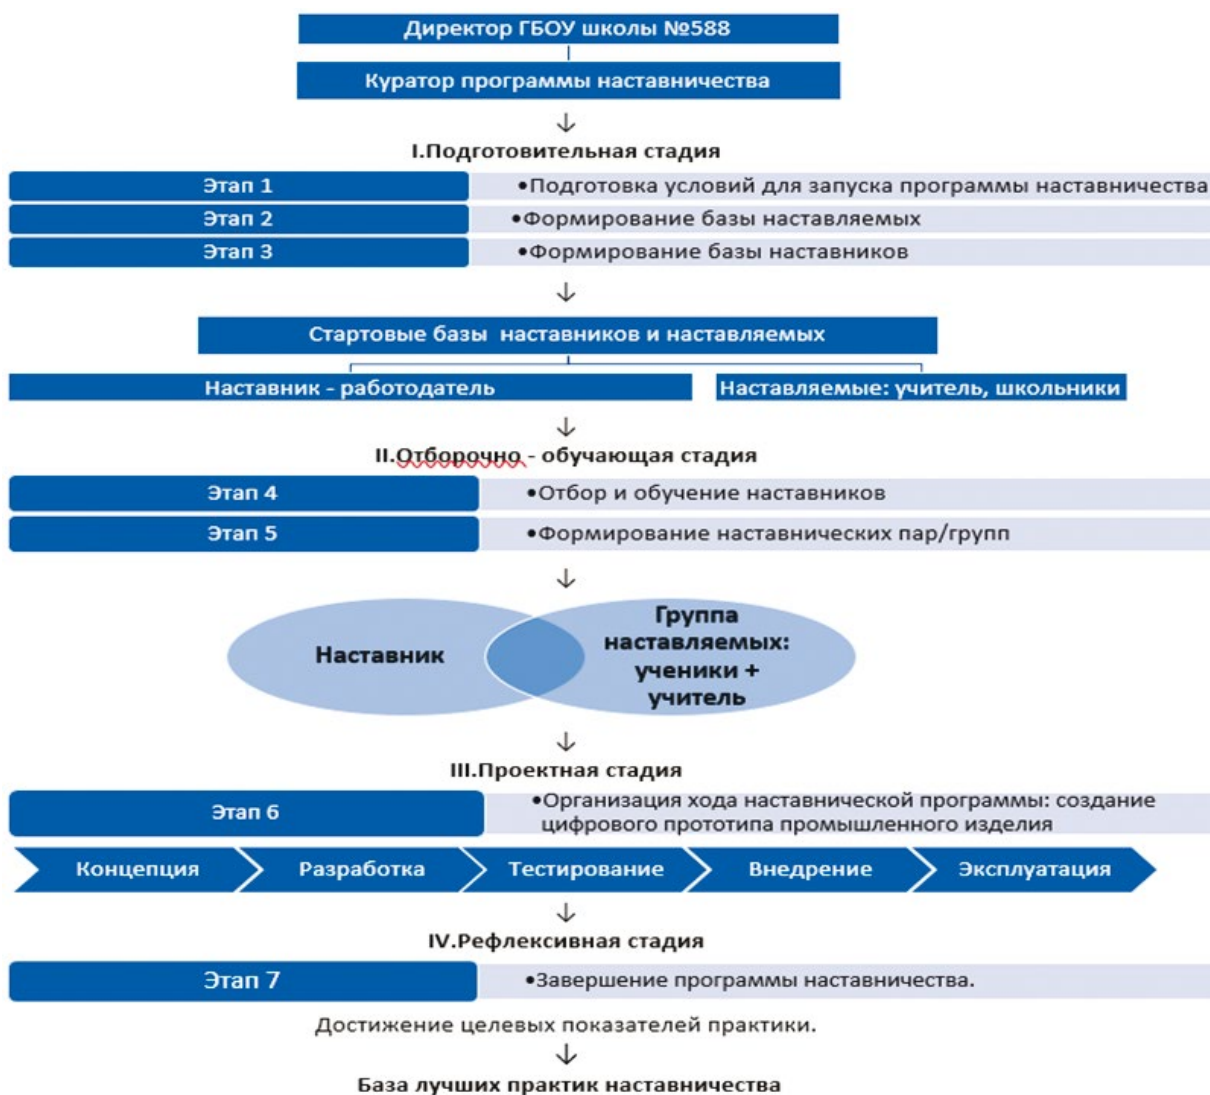 Директор ГБОУ школы №588
Куратор программы наставничества
↓
I.Подготовительная стадия
Этап 1
•Подготовка условий для запуска программы наставничества
Этап 2
•Формирование базы наставляемых
Этап 3
•Формирование базы наставников
↓
Стартовые базы наставников и наставляемых
Наставник - работодатель
Наставляемые: учитель, школьники
↓
II.Отборочно - обучающая стадия
Этап 4
•Отбор и обучение наставников
Этап 5
•Формирование наставнических пар/групп
↓
Наставник
Группа
наставляемых:
ученики +
учитель
↓
III.Проектная стадия
Этап 6
•Организация хода наставнической программы: создание
цифрового прототипа промышленного изделия
Концепция
Разработка
Тестирование
Внедрение
Эксплуатация
↓
IV.Рефлексивная стадия
Этап 7
•Завершение программы наставничества.
Достижение целевых показателей практики.
↓
База лучших практик наставничества